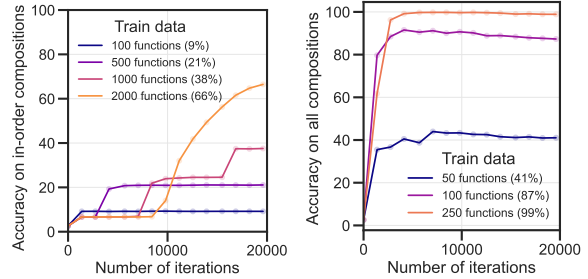 Accuracy on in-order compositions
100
80
60
40
20
0
Train data
100 functions (9%)
500 functions (21%)
1000 functions (38%)
2000 functions (66%)
0
10000
20000
Number of iterations
Accuracy on all compositions
100
80
60
40
20
0
Train data
50 functions (41%)
100 functions (87%)
250 functions (99%)
0
10000
20000
Number of iterations